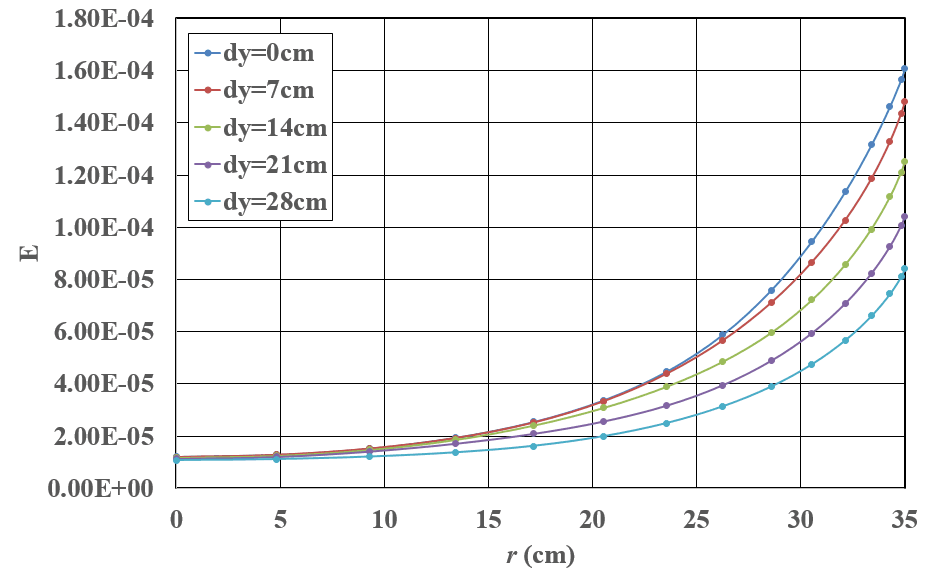 1.80E-04
1.60E-04
1.40E-04
1.20E-04
1.00E-04
8.00E-05
6.00E-05
4.00E-05
2.00E-05
0.00E+00
E
dy=0cm
dy=7cm
dy=14cm
dy=21cm
dy=28cm
0 5 10 15 20 25 30 35
r (cm)